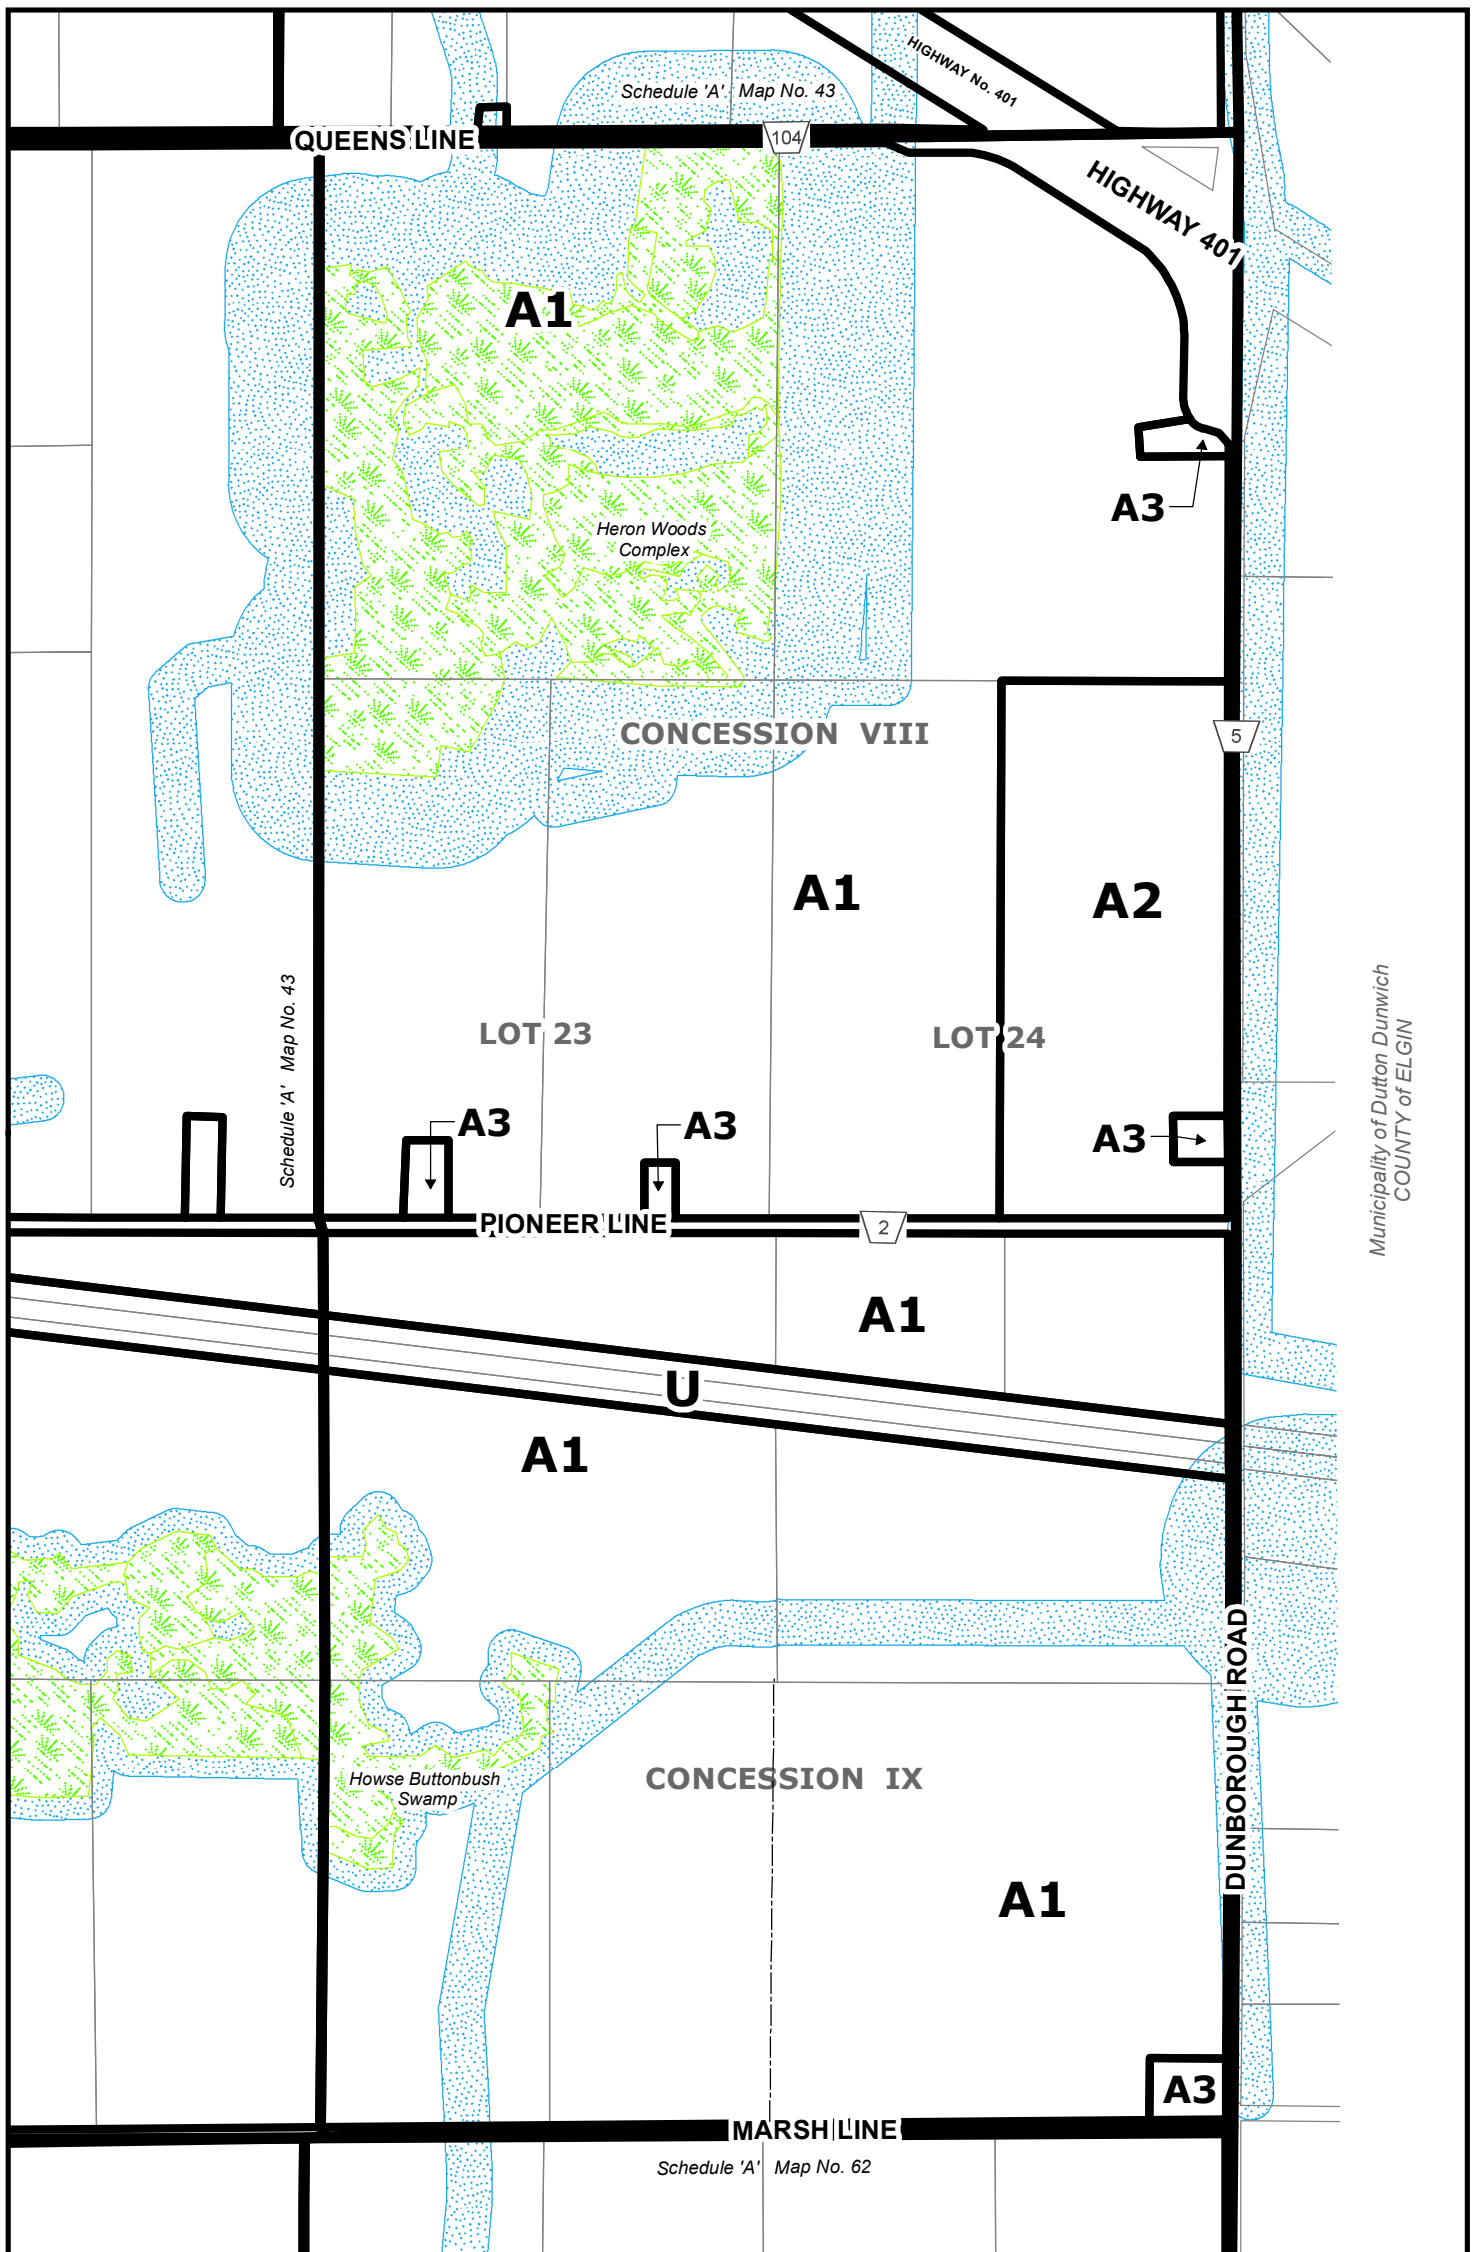 HIGHWAY No. 401
Schedule 'A' Map No. 43
QUEENS LINE
104
HIGHWAY 401
A1
A3
Heron Woods
Complex
CONCESSION VIII
5
A1
A2
Schedule 'A' Map No. 43
LOT 23
LOT 24
Municipality of Dutton Dunwich
COUNTY of ELGIN
A3
A3
A3
PIONEER LINE
2
A1
U
A1
DUNBOROUGH ROAD
Howse Buttonbush
Swamp
CONCESSION IX
A1
A3
MARSH LINE
Schedule 'A' Map No. 62